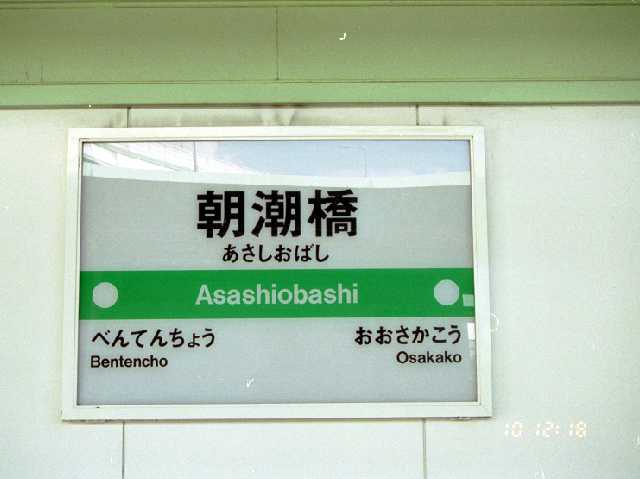 朝潮橋
あさしおばし
Asashiobashi
べんてんちょう
Bentencho
おおさかこう
Osakako
10 12:18